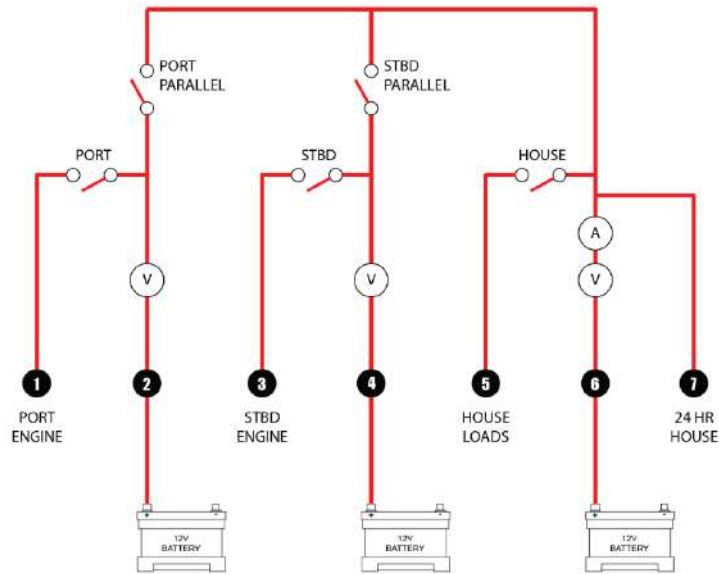 PORT
PARALLEL
STBD
PARALLEL
PORT
STBD
HOUSE
A
V
V
V
1
2
3
4
5
6
7
PORT
ENGINE
STBD
ENGINE
HOUSE
LOADS
24 HR
HOUSE
+ -
12V
BATTERY
+ -
12V
BATTERY
+ -
12V
BATTERY